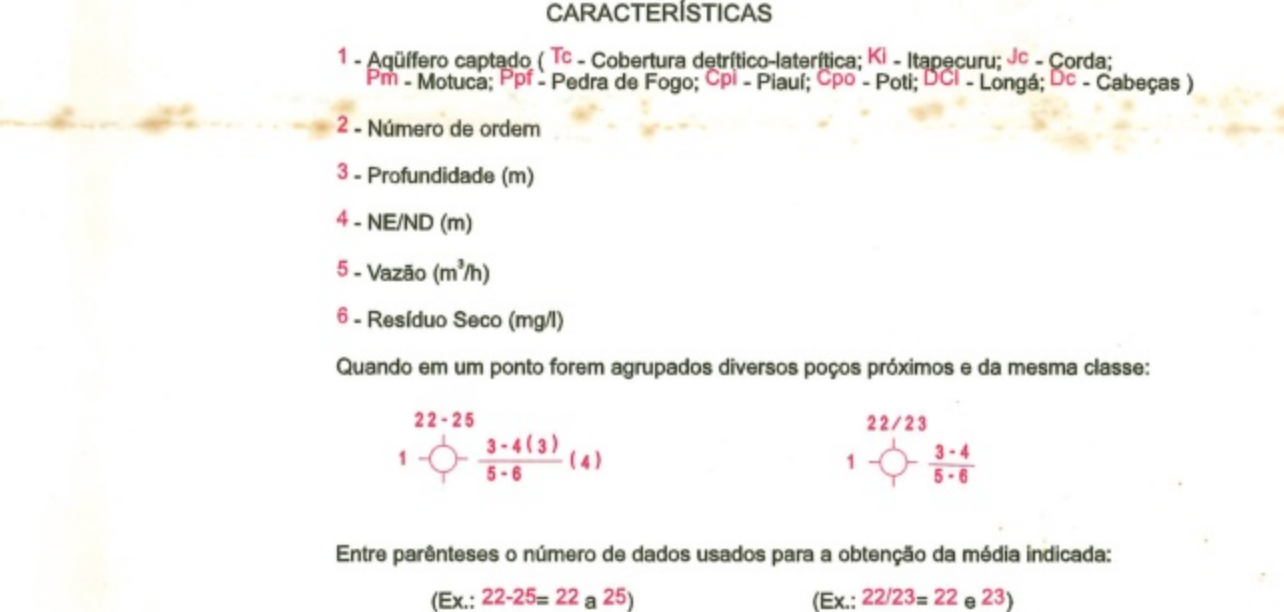 CARACTERÍSTICAS
1 - Aqüífero captado ( Tc - Cobertura detrítico-laterítica; Ki - Itapecuru; Jc - Corda;
Pm - Motuca; Ppf - Pedra de Fogo; Cpi - Piauí; Cpo - Poti; DCl - Longá; Dc - Cabeças )
2 - Número de ordem
3 - Profundidade (m)
4 - NE/ND (m)
5 - Vazão (m³/h)
6 - Resíduo Seco (mg/l)
Quando em um ponto forem agrupados diversos poços próximos e da mesma classe:
22-25 22/23
1 3-4(3) (4) 1 3-4
5-6 5-6
Entre parênteses o número de dados usados para a obtenção da média indicada:
(Ex.: 22-25= 22 a 25) (Ex.: 22/23= 22 e 23)